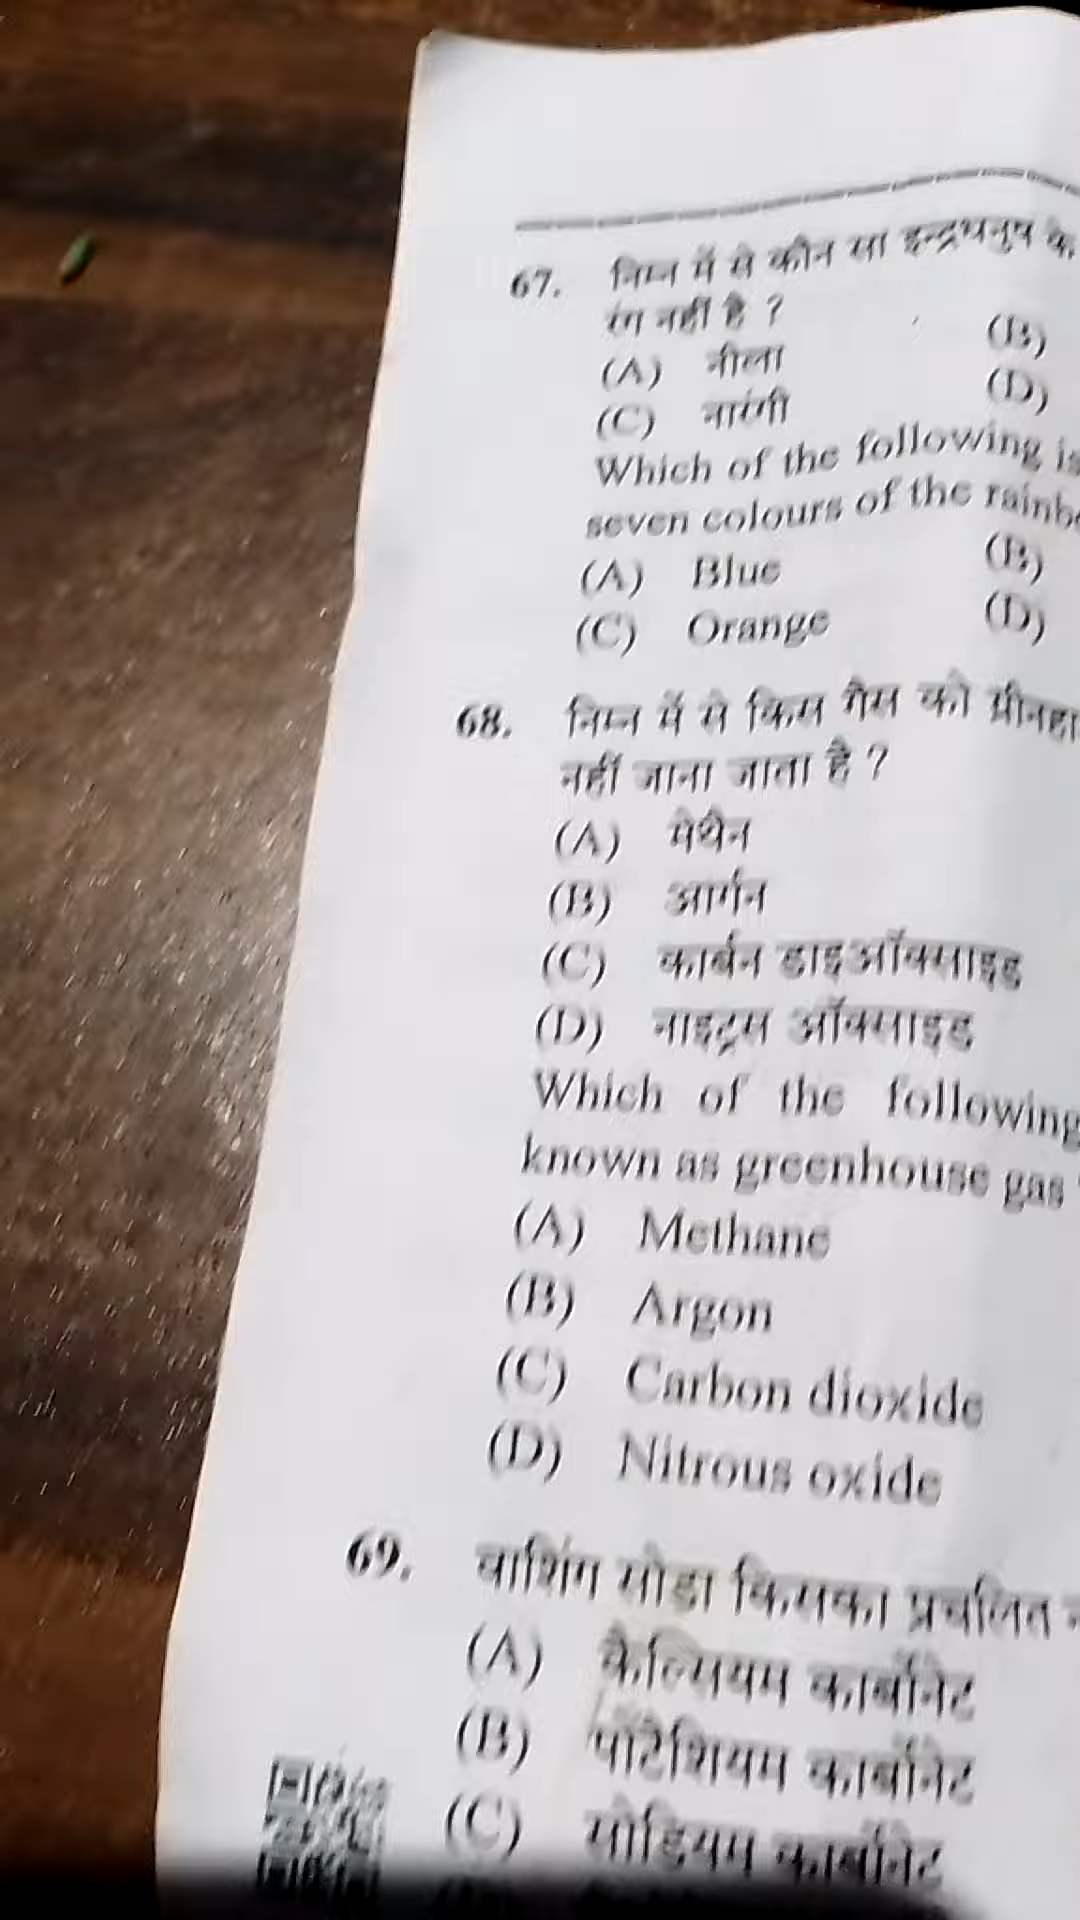 67. निम्न में से कौन सा इन्द्रधनुष के
रंग नहीं है ?
(A) नीला (B)
(C) नारंगी (D)
Which of the following is
seven colours of the
(A) Blue (B)
(C) Orange (D)
68. निम्न में से किस गैस को
नहीं जाना जाता है ?
(A) मेथैन
(B) आर्गन
(C) कार्बन डाइऑक्साइड
(D) नाइट्रस ऑक्साइड
Which of the following
known as greenhouse gas
(A) Methane
(B) Argon
(C) Carbon dioxide
(D) Nitrous oxide
69. वाशिंग सोडा किसका प्रचलित
(A) कैल्सियम कार्बोनेट
(B) पोटैशियम कार्बोनेट
(C) सोडियम कार्बोनेट